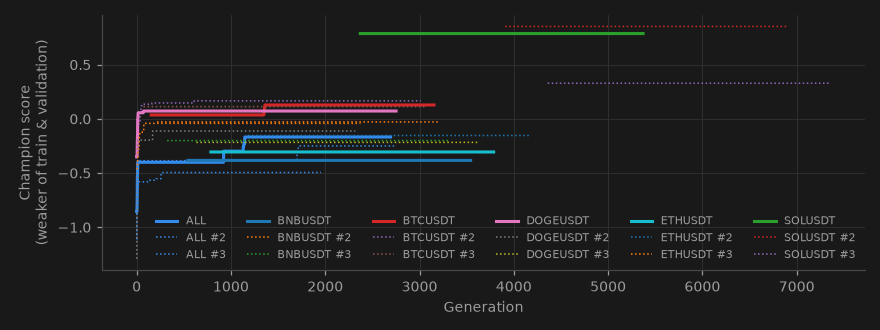 Champion score
(weaker of train & validation)
0.5
0.0
−0.5
−1.0
ALL BNBUSDT BTCUSDT DOGEUSDT ETHUSDT SOLUSDT
ALL #2 BNBUSDT #2 BTCUSDT #2 DOGEUSDT #2 ETHUSDT #2 SOLUSDT #2
ALL #3 BNBUSDT #3 BTCUSDT #3 DOGEUSDT #3 ETHUSDT #3 SOLUSDT #3
0 1000 2000 3000 4000 5000 6000 7000
Generation